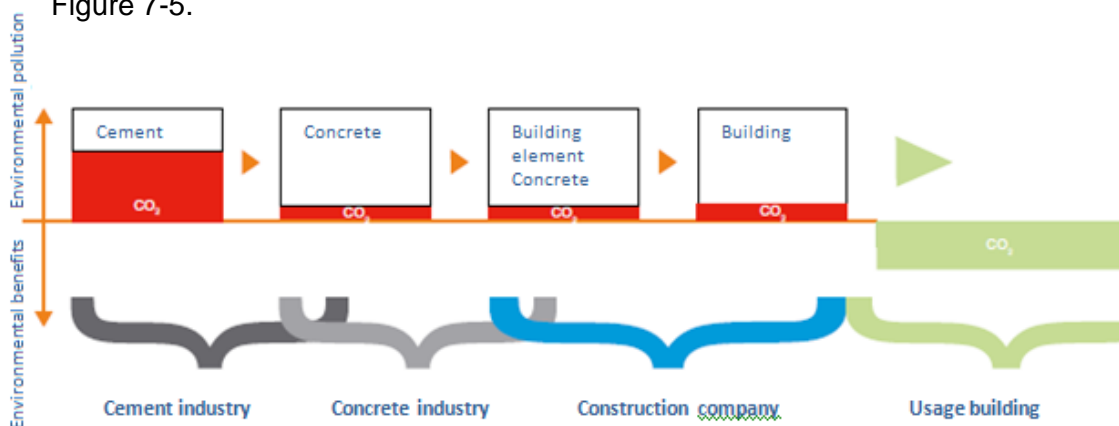 Figure 7-5.
Environmental pollution
Cement
Concrete
Building
element
Concrete
Building
CO₂
CO₂
CO₂
CO₂
CO₂
Environmental benefits
Cement industry
Concrete industry
Construction company
Usage building